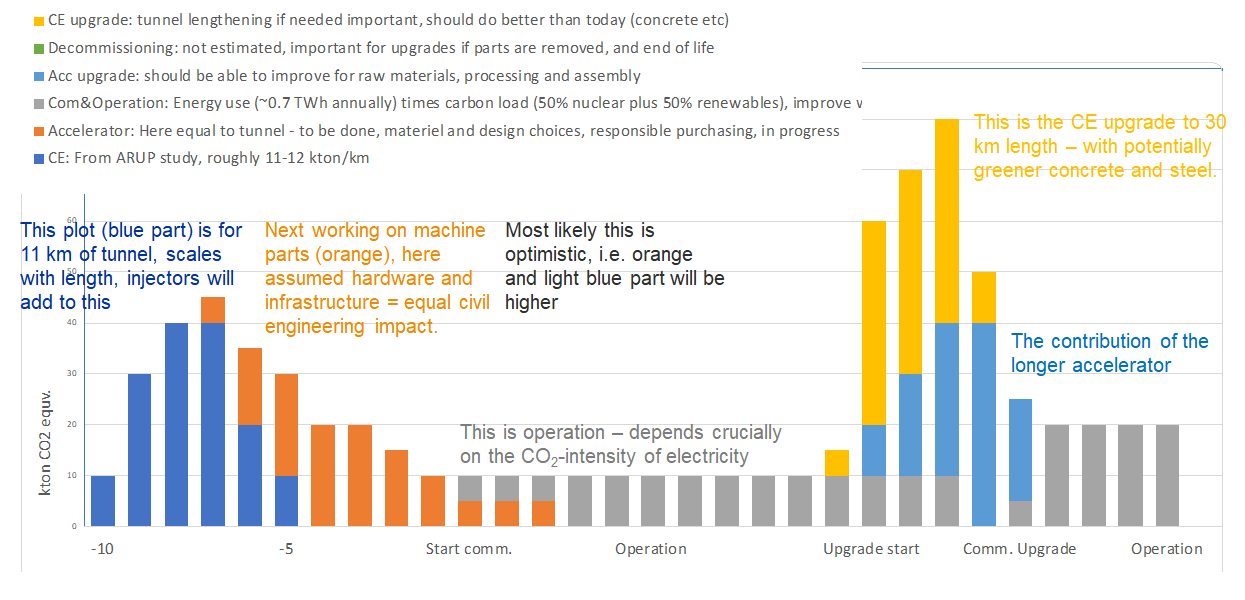 CE upgrade: tunnel lengthening if needed important, should do better than today (concrete etc)
Decommissioning: not estimated, important for upgrades if parts are removed, and end of life
Acc upgrade: should be able to improve for raw materials, processing and assembly
Com&Operation: Energy use (~0.7 TWh annually) times carbon load (50% nuclear plus 50% renewables), improve
Accelerator: Here equal to tunnel - to be done, materiel and design choices, responsible purchasing, in progress
CE: From ARUP study, roughly 11-12 kton/km
This is the CE upgrade to 30
km length – with potentially
greener concrete and steel.
This plot (blue part) is for
11 km of tunnel, scales
with length, injectors will
add to this
Next working on machine
parts (orange), here
assumed hardware and
infrastructure = equal civil
engineering impact.
Most likely this is
optimistic, i.e. orange
and light blue part will be
higher
The contribution of the
longer accelerator
This is operation – depends crucially
on the CO2-intensity of electricity
kton CO2 equv.
60
50
40
30
20
10
0
-10
-5
Start comm.
Operation
Upgrade start
Comm. Upgrade
Operation